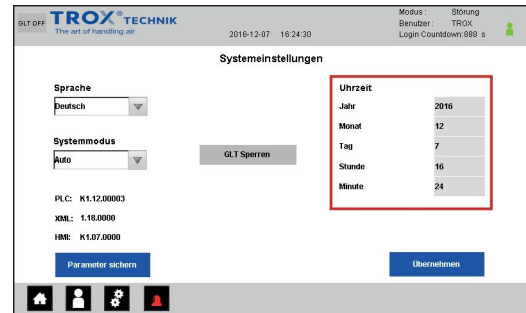 GLT OFF
TROX® TECHNIK
The art of handling air
2016-12-07 16:24:30
Modus: Störung
Benutzer: TROX
Login Countdown:888 s
Systemeinstellungen
Sprache
Deutsch
Systemmodus
Auto
PLC: K1.12.00003
XML: 1.18.0000
HMI: K1.07.0000
Parameter sichern
GLT Sperren
Uhrzeit
Jahr 2016
Monat 12
Tag 7
Stunde 16
Minute 24
Übernehmen